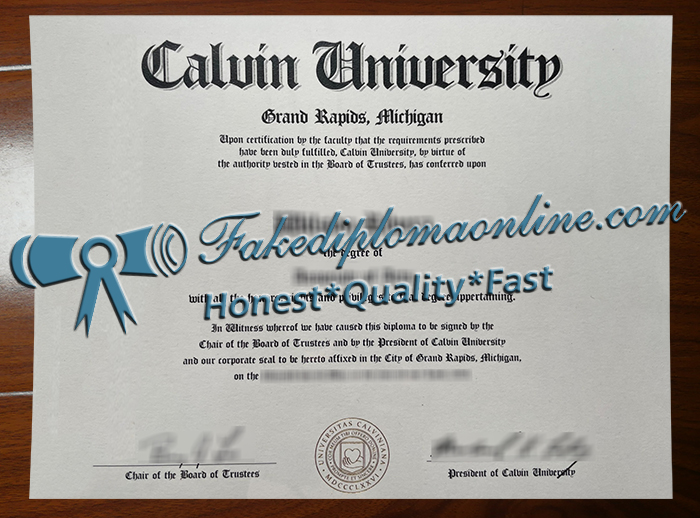 Calvin University
Grand Rapids, Michigan
Upon certification by the faculty that the requirements prescribed
have been duly fulfilled, Calvin University, by virtue of
the authority vested in the Board of Trustees, has conferred upon
Fakediplomaonline.com
the degree of
Honest*Quality*Fast
with all the and privileges appertaining.
In Witness whereof we have caused this diploma to be signed by the
Chair of the Board of Trustees and by the President of Calvin University
and our corporate seal to be hereto affixed in the City of Grand Rapids, Michigan,
on the
UNIVERSITAS CALVINIANA
MDCCCLXXVI
Chair of the Board of Trustees
President of Calvin University